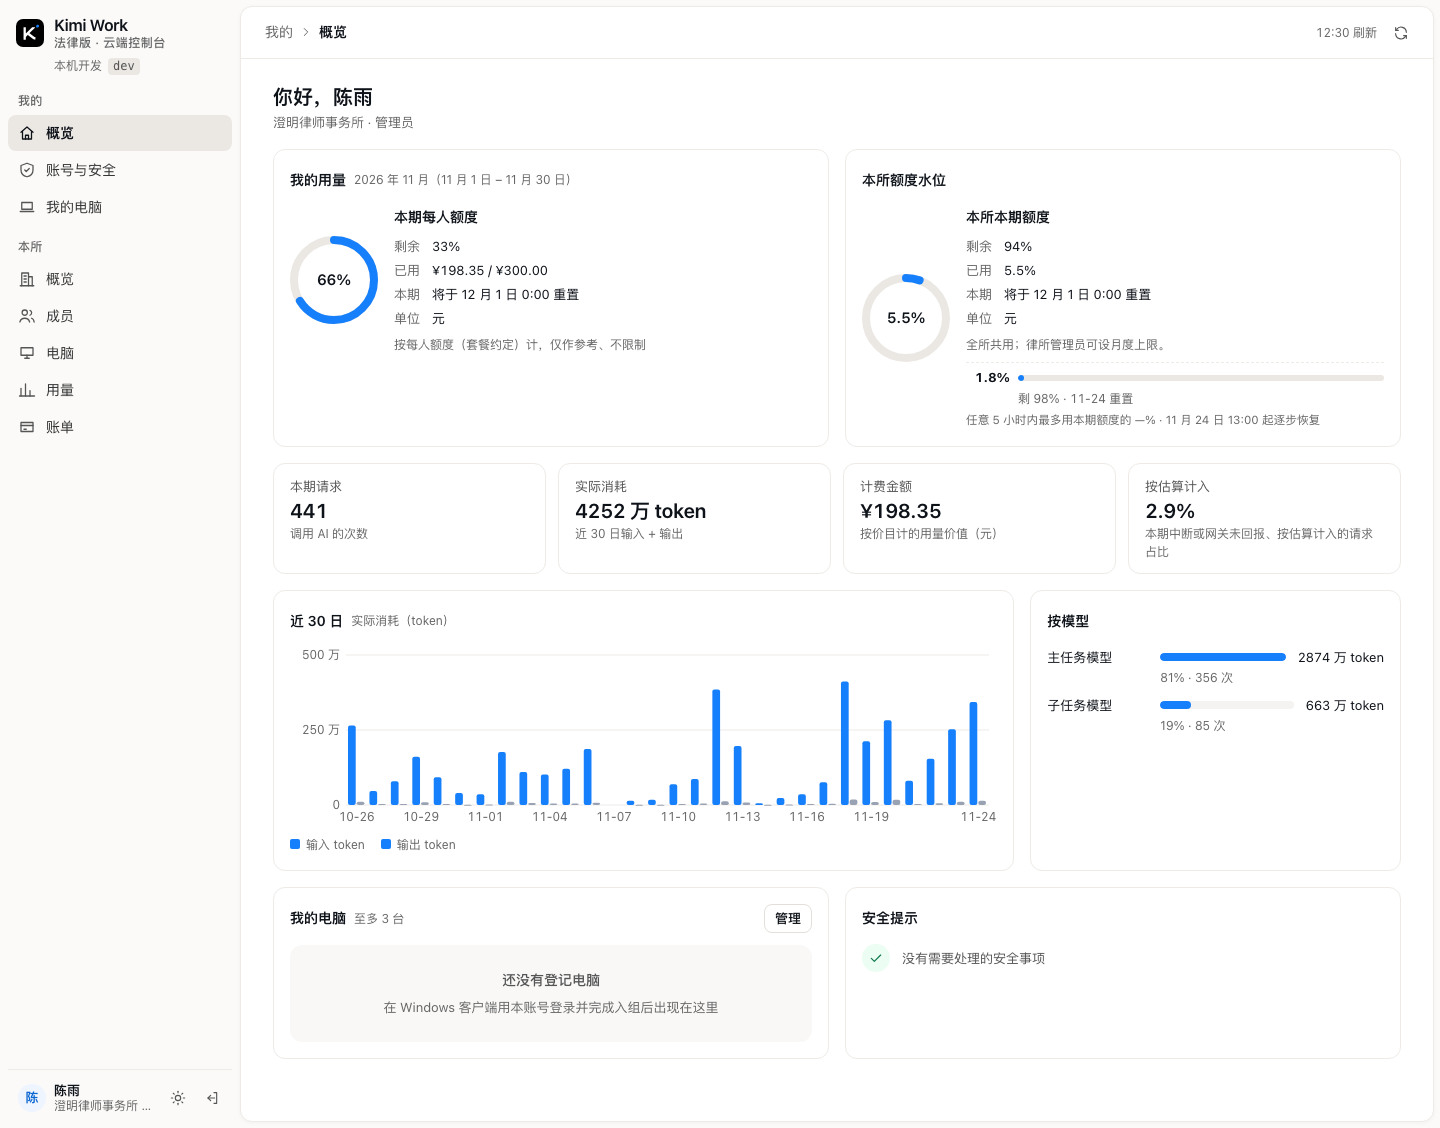 Kimi Work
法律版 · 云端控制台
本机开发 dev
我的
概览
账号与安全
我的电脑
本所
概览
成员
电脑
用量
账单
陈
陈雨
澄明律师事务所 ...
我的 > 概览
12:30 刷新
你好，陈雨
澄明律师事务所 · 管理员
我的用量 2026 年 11 月（11 月 1 日 – 11 月 30 日）
66%
本期每人额度
剩余 33%
已用 ¥198.35 / ¥300.00
本期 将于 12 月 1 日 0:00 重置
单位 元
按每人额度（套餐约定）计，仅作参考、不限制
本所额度水位
5.5%
本所本期额度
剩余 94%
已用 5.5%
本期 将于 12 月 1 日 0:00 重置
单位 元
全所共用；律所管理员可设月度上限。
1.8%
剩 98% · 11-24 重置
任意 5 小时内最多用本期额度的 —% · 11 月 24 日 13:00 起逐步恢复
本期请求
441
调用 AI 的次数
实际消耗
4252 万 token
近 30 日输入 + 输出
计费金额
¥198.35
按价目计的用量价值（元）
按估算计入
2.9%
本期中断或网关未回报、按估算计入的请求
占比
近 30 日 实际消耗（token）
500 万
250 万
0
10-26 10-29 11-01 11-04 11-07 11-10 11-13 11-16 11-19 11-24
输入 token 输出 token
按模型
主任务模型 2874 万 token
81% · 356 次
子任务模型 663 万 token
19% · 85 次
我的电脑 至多 3 台
管理
还没有登记电脑
在 Windows 客户端用本账号登录并完成入组后出现在这里
安全提示
没有需要处理的安全事项